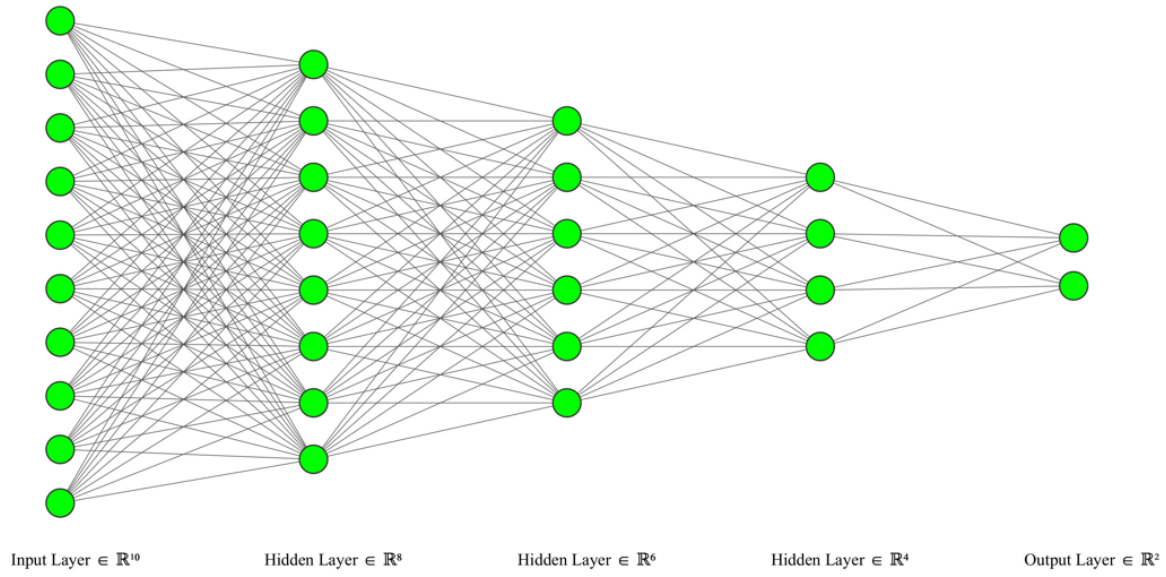 Input Layer ∈ ℝ¹⁰
Hidden Layer ∈ ℝ⁸
Hidden Layer ∈ ℝ⁶
Hidden Layer ∈ ℝ⁴
Output Layer ∈ ℝ²